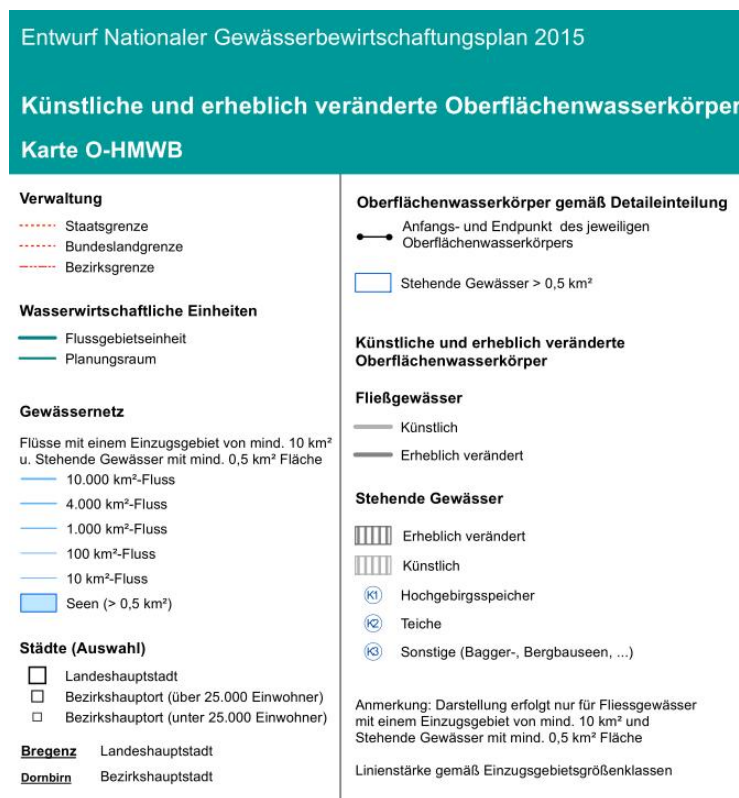 Entwurf Nationaler Gewässerbewirtschaftungsplan 2015
Künstliche und erheblich veränderte Oberflächenwasserkörper
Karte O-HMWB
Verwaltung
Staatsgrenze
Bundeslandgrenze
Bezirksgrenze
Wasserwirtschaftliche Einheiten
Flussgebietseinheit
Planungsraum
Gewässernetz
Flüsse mit einem Einzugsgebiet von mind. 10 km²
u. Stehende Gewässer mit mind. 0,5 km² Fläche
10.000 km²-Fluss
4.000 km²-Fluss
1.000 km²-Fluss
100 km²-Fluss
10 km²-Fluss
Seen (> 0,5 km²)
Städte (Auswahl)
Landeshauptstadt
Bezirkshauptort (über 25.000 Einwohner)
Bezirkshauptort (unter 25.000 Einwohner)
Bregenz Landeshauptstadt
Dornbirn Bezirkshauptstadt
Oberflächenwasserkörper gemäß Detaileinteilung
Anfangs- und Endpunkt des jeweiligen
Oberflächenwasserkörpers
Stehende Gewässer > 0,5 km²
Künstliche und erheblich veränderte
Oberflächenwasserkörper
Fließgewässer
Künstlich
Erheblich verändert
Stehende Gewässer
Erheblich verändert
Künstlich
K1 Hochgebirgsspeicher
K2 Teiche
K3 Sonstige (Bagger-, Bergbauseen, ...)
Anmerkung: Darstellung erfolgt nur für Fliessgewässer
mit einem Einzugsgebiet von mind. 10 km² und
Stehende Gewässer mit mind. 0,5 km² Fläche
Linienstärke gemäß Einzugsgebietsgrößenklassen